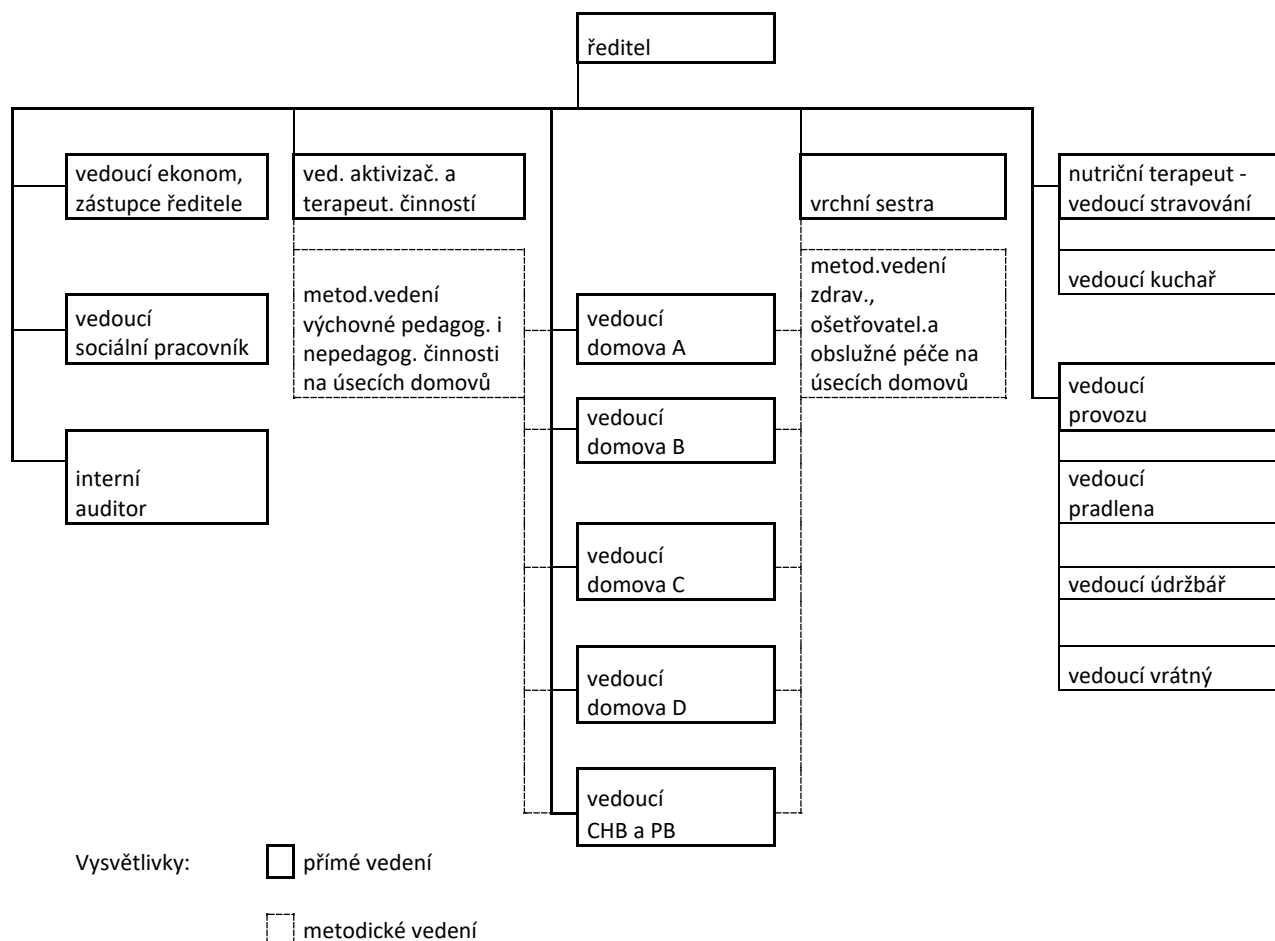 ředitel
vedoucí ekonom,
zástupce ředitele
ved. aktivizač. a
terapeut. činností
vrchní sestra
nutriční terapeut -
vedoucí stravování
metod.vedení
výchovné pedagog. i
nepedagog. činnosti
na úsecích domovů
metod.vedení
zdrav.,
ošetřovatel.a
obslužné péče na
úsecích domovů
vedoucí kuchař
vedoucí
sociální pracovník
vedoucí
domova A
vedoucí
provozu
vedoucí
domova B
interní
auditor
vedoucí
pradlena
vedoucí
domova C
vedoucí údržbář
vedoucí
domova D
vedoucí vrátný
vedoucí
CHB a PB
Vysvětlivky:
přímé vedení
metodické vedení